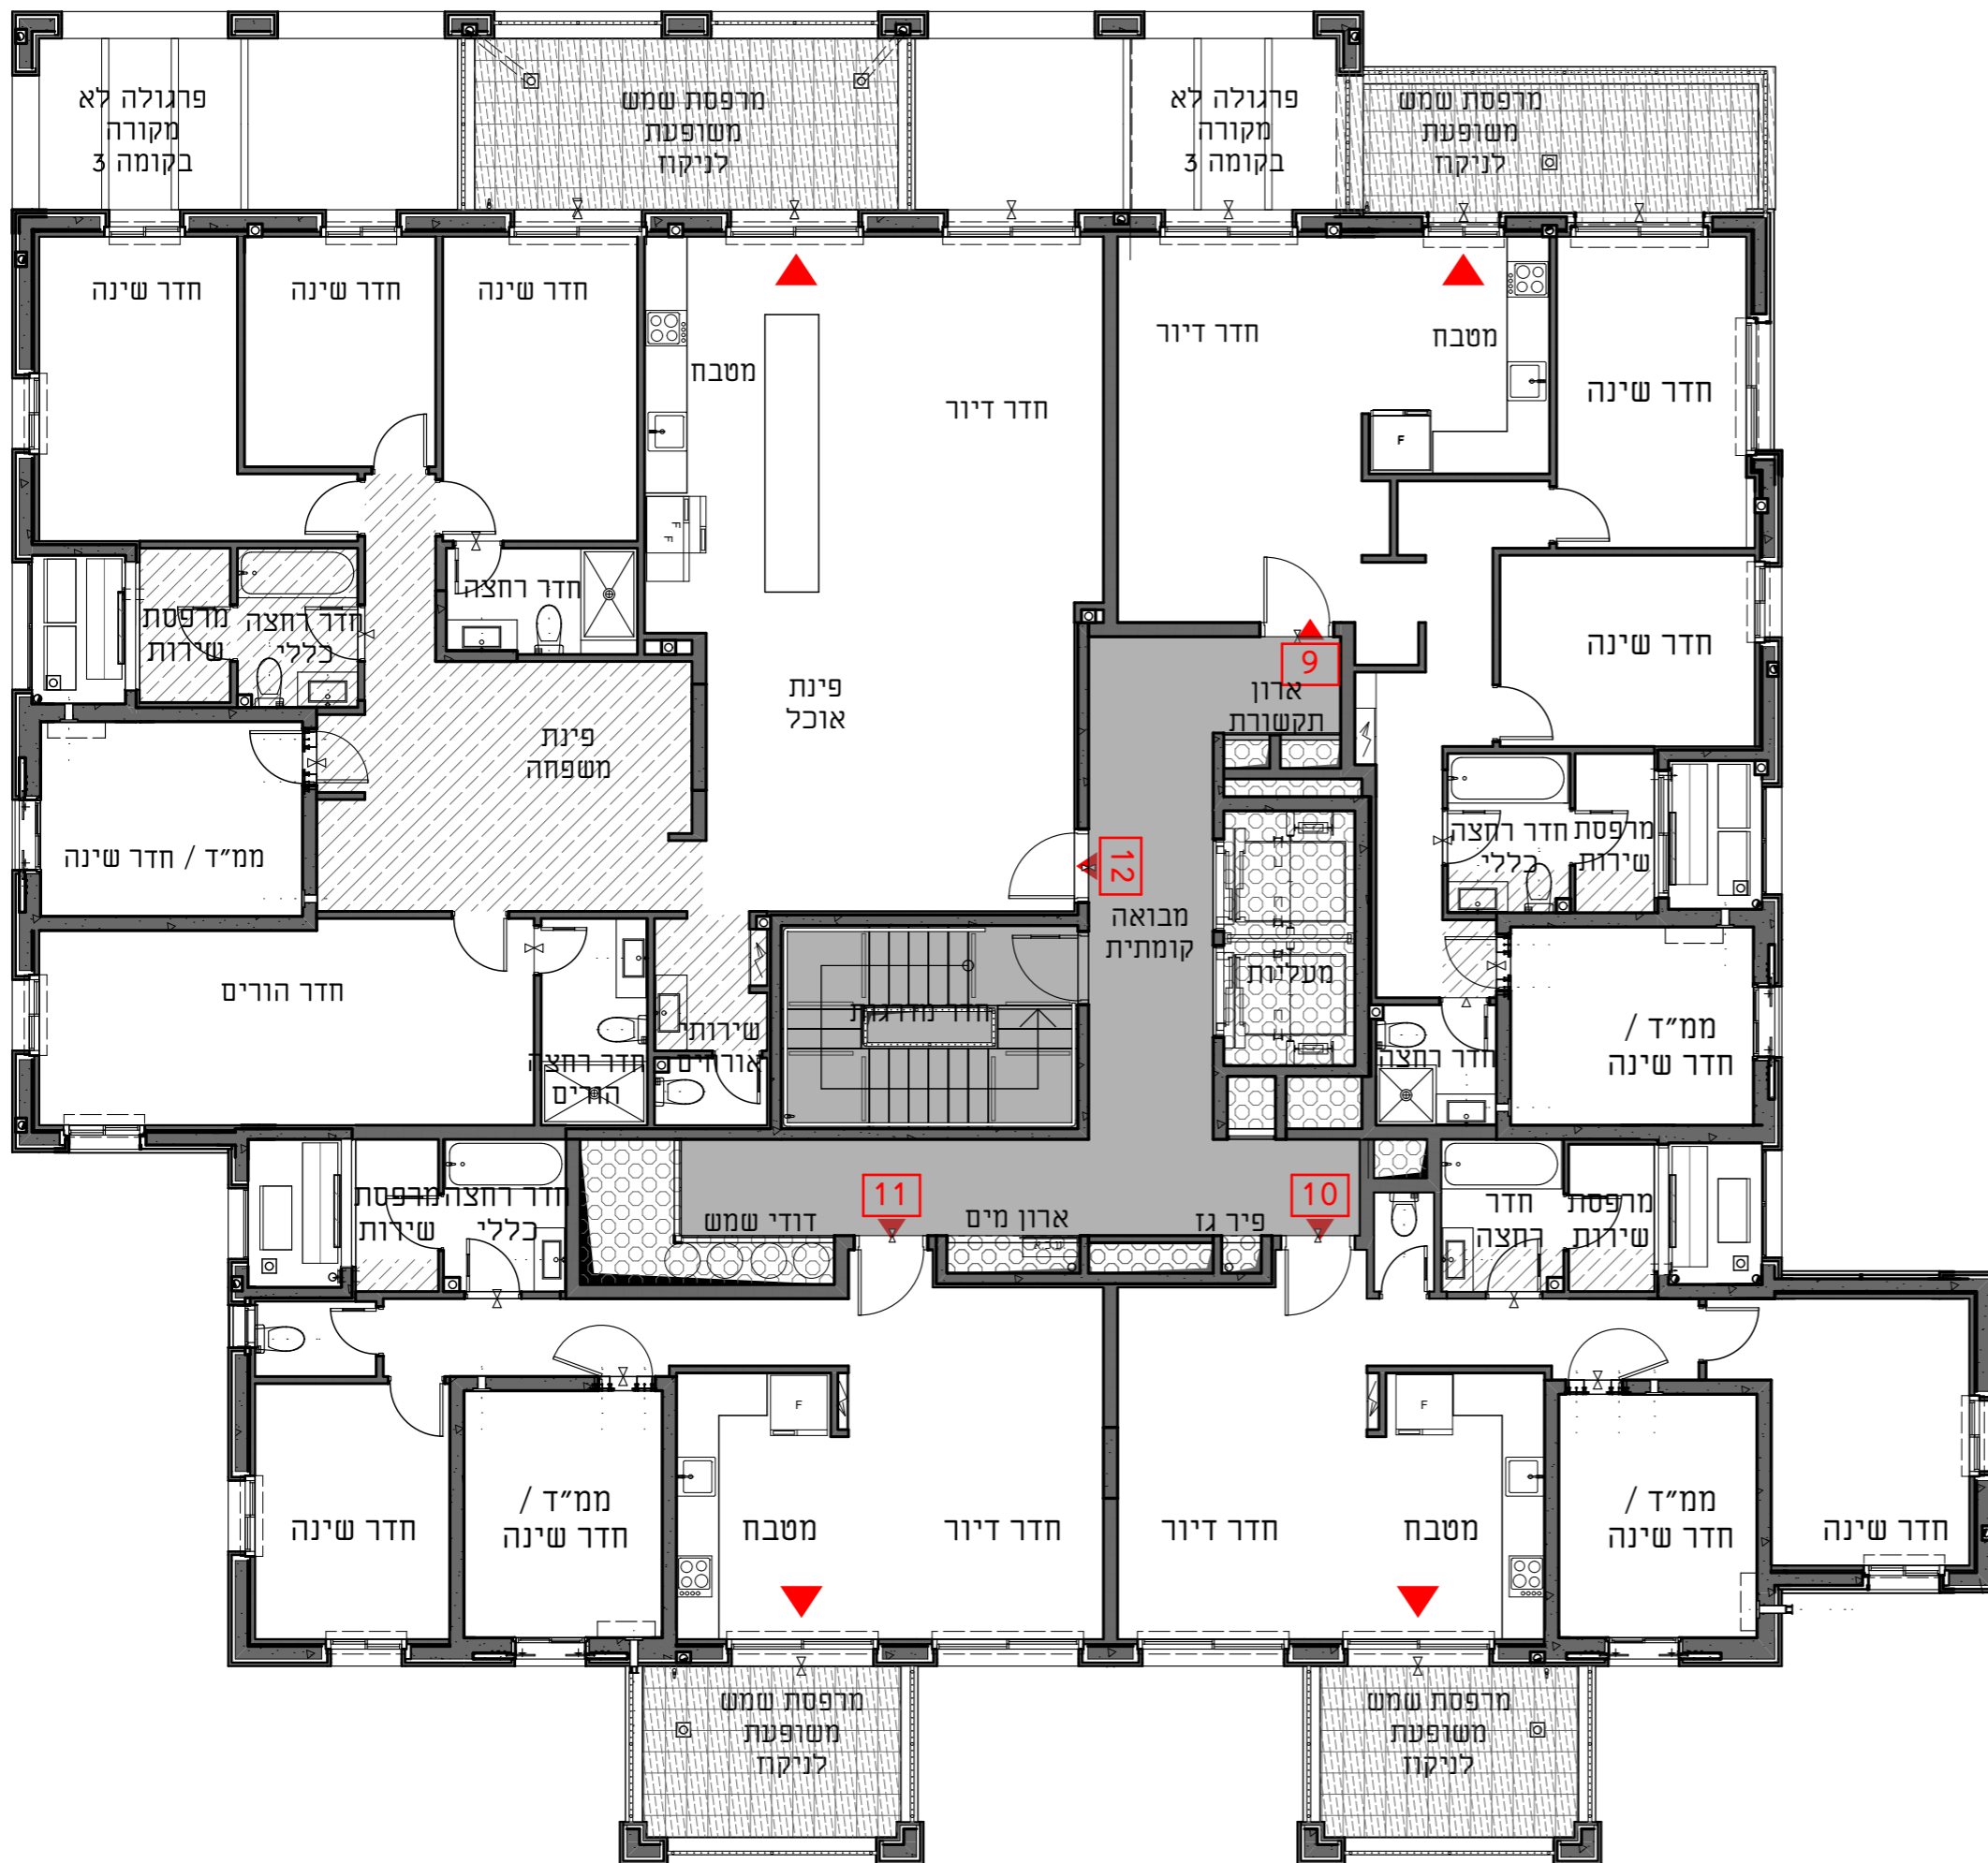 פרגולה לא
מקורה
בקומה 3
מרפסת שמש
משופעת
לניקוז
פרגולה לא
מקורה
בקומה 3
מרפסת שמש
משופעת
לניקוז
חדר שינה
חדר שינה
חדר שינה
מטבח
חדר דיור
חדר דיור
מטבח
F
חדר שינה
F
F
חדר רחצה
מרפסת
שירות
חדר רחצה
כללי
חדר שינה
9
ארון
תקשורת
פינת
אוכל
פינת
משפחה
ממ״ד / חדר שינה
12
מבואה
קומתית
מעליות
חדר רחצה
כללי
מרפסת
שירות
חדר הורים
חדר רחצה
הורים
שירותי
אורחים
חדר מדרגות
חדר רחצה
ממ״ד /
חדר שינה
מרפסת
שירות
חדר רחצה
כללי
דודי שמש
11
ארון מים
פיר גז
10
חדר
רחצה
מרפסת
שירות
F
F
חדר שינה
ממ״ד /
חדר שינה
מטבח
חדר דיור
חדר דיור
מטבח
ממ״ד /
חדר שינה
חדר שינה
מרפסת שמש
משופעת
לניקוז
מרפסת שמש
משופעת
לניקוז